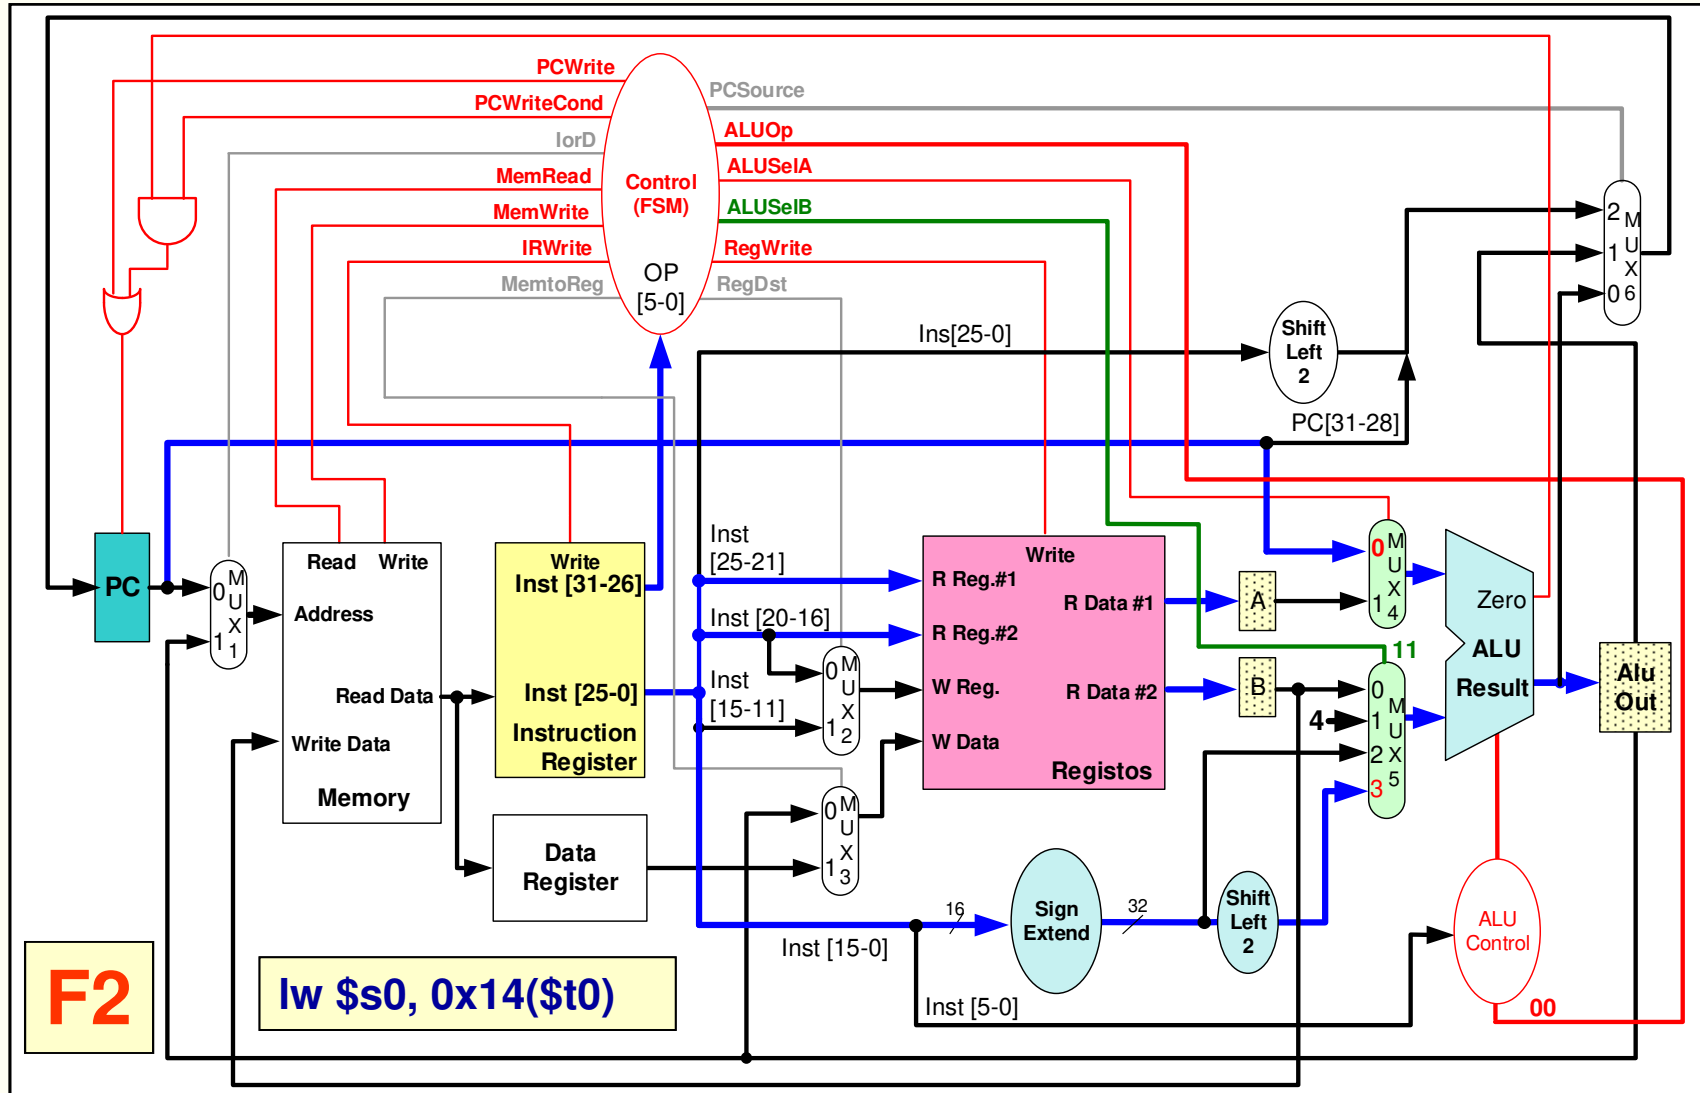 PCWrite
PCWriteCond
IorD
MemRead
MemWrite
IRWrite
MemtoReg
Control
(FSM)
OP
[5-0]
PCSource
ALUOp
ALUSelA
ALUSelB
RegWrite
RegDst
2
1
0
M
U
X
6
Ins[25-0]
Shift
Left
2
PC[31-28]
PC
0
1
M
U
X
1
Read Write
Address
Read Data
Write Data
Memory
Write
Inst [31-26]
Inst [25-0]
Instruction
Register
Data
Register
Inst
[25-21]
Inst [20-16]
Inst
[15-11]
0
1
M
U
X
2
0
1
M
U
X
3
Write
R Reg.#1
R Data #1
R Reg.#2
W Reg.
R Data #2
W Data
Registos
A
B
0
1
M
U
X
4
11
0
4
1
2
3
M
U
X
5
Zero
ALU
Result
Alu
Out
Inst [15-0]
16
Sign
Extend
32
Shift
Left
2
ALU
Control
00
Inst [5-0]
F2
lw $s0, 0x14($t0)